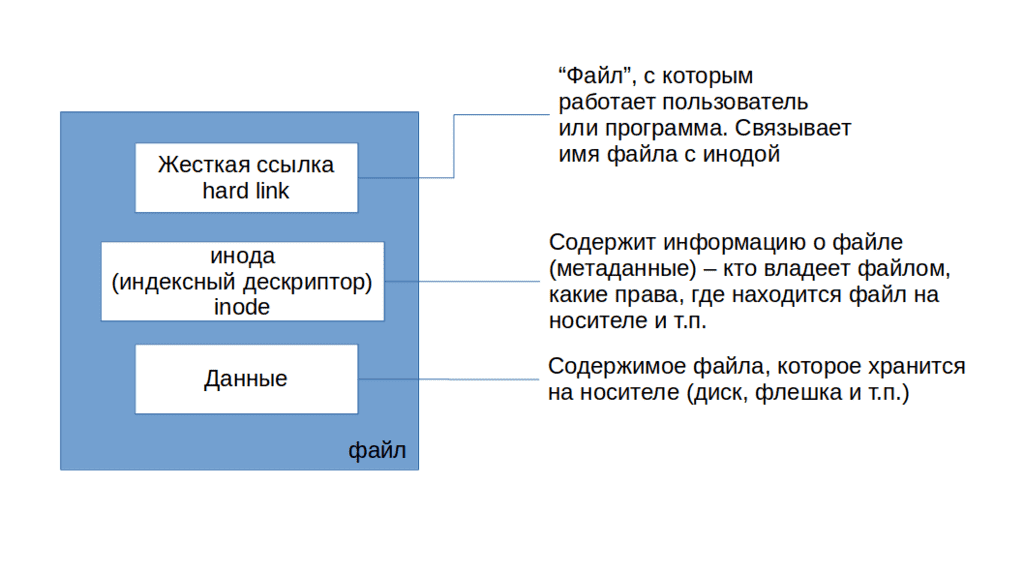 “Файл”, с которым
работает пользователь
или программа. Связывает
имя файла с инодой
Жесткая ссылка
hard link
Содержит информацию о файле
(метаданные) – кто владеет файлом,
какие права, где находится файл на
носителе и т.п.
инода
(индексный дескриптор)
inode
Содержимое файла, которое хранится
на носителе (диск, флешка и т.п.)
Данные
файл